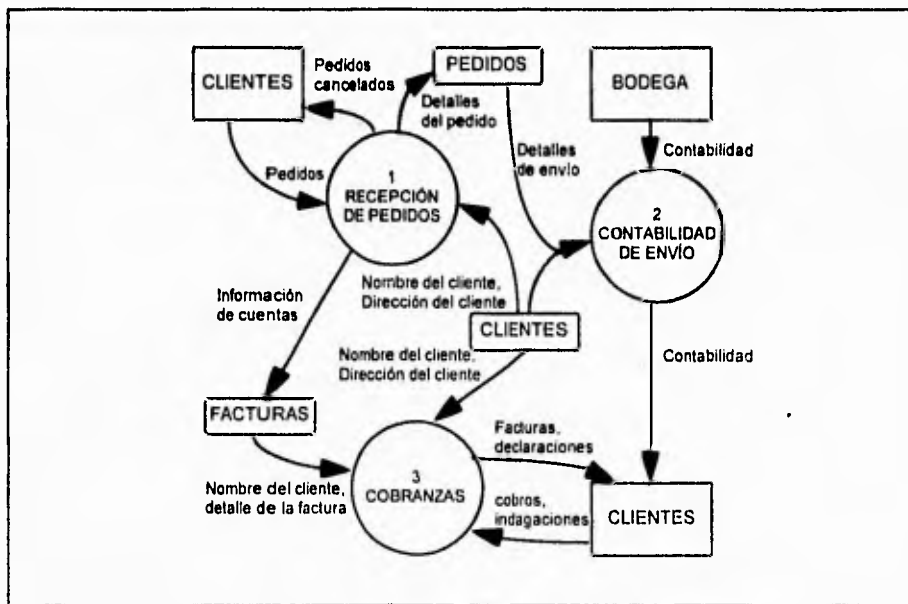 CLIENTES
Pedidos
cancelados
PEDIDOS
BODEGA
Detalles
del pedido
Detalles
de envío
Contabilidad
Pedidos
1
RECEPCIÓN
DE PEDIDOS
2
CONTABILIDAD
DE ENVÍO
Información
de cuentas
Nombre del cliente,
Dirección del cliente
CLIENTES
Nombre del cliente,
Dirección del cliente
Contabilidad
FACTURAS
Facturas,
declaraciones
3
COBRANZAS
Nombre del cliente,
detalle de la factura
cobros,
indagaciones
CLIENTES